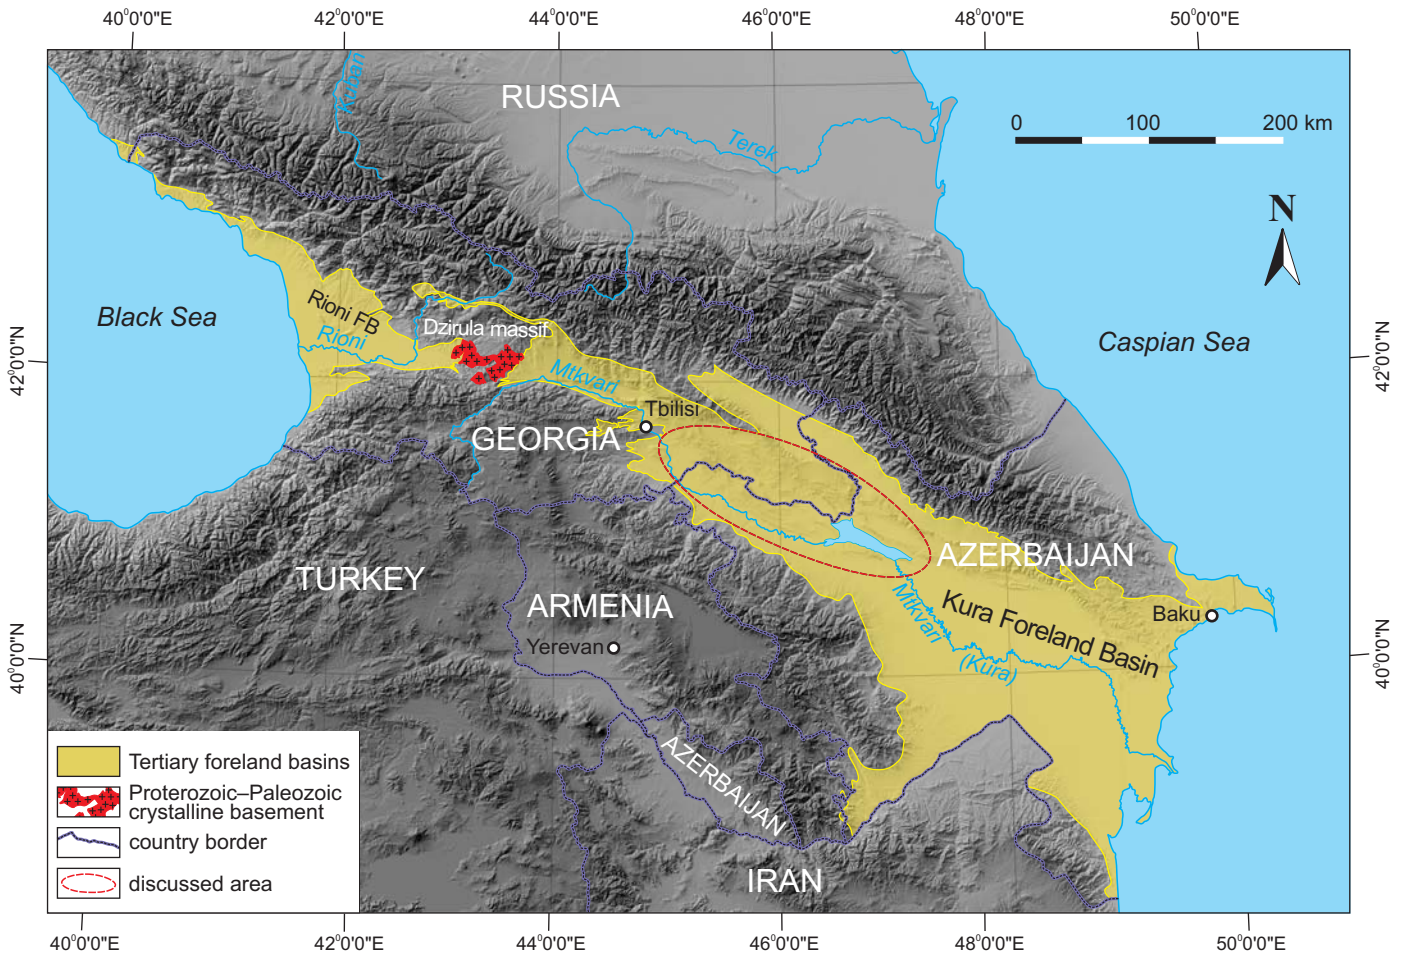 40°0'0"E
42°0'0"E
44°0'0"E
46°0'0"E
48°0'0"E
50°0'0"E
Kuban
RUSSIA
Terek
0 100 200 km
N
Black Sea
Rioni FB
Rioni
Dzirula massif
Caspian Sea
42°0'0"N
42°0'0"N
Mtkvari
Tbilisi
GEORGIA
AZERBAIJAN
TURKEY
ARMENIA
Mtkvari
Kura Foreland Basin
Baku
Yerevan
(Kura)
40°0'0"N
40°0'0"N
AZERBAIJAN
IRAN
Tertiary foreland basins
Proterozoic–Paleozoic
crystalline basement
country border
discussed area
40°0'0"E
42°0'0"E
44°0'0"E
46°0'0"E
48°0'0"E
50°0'0"E